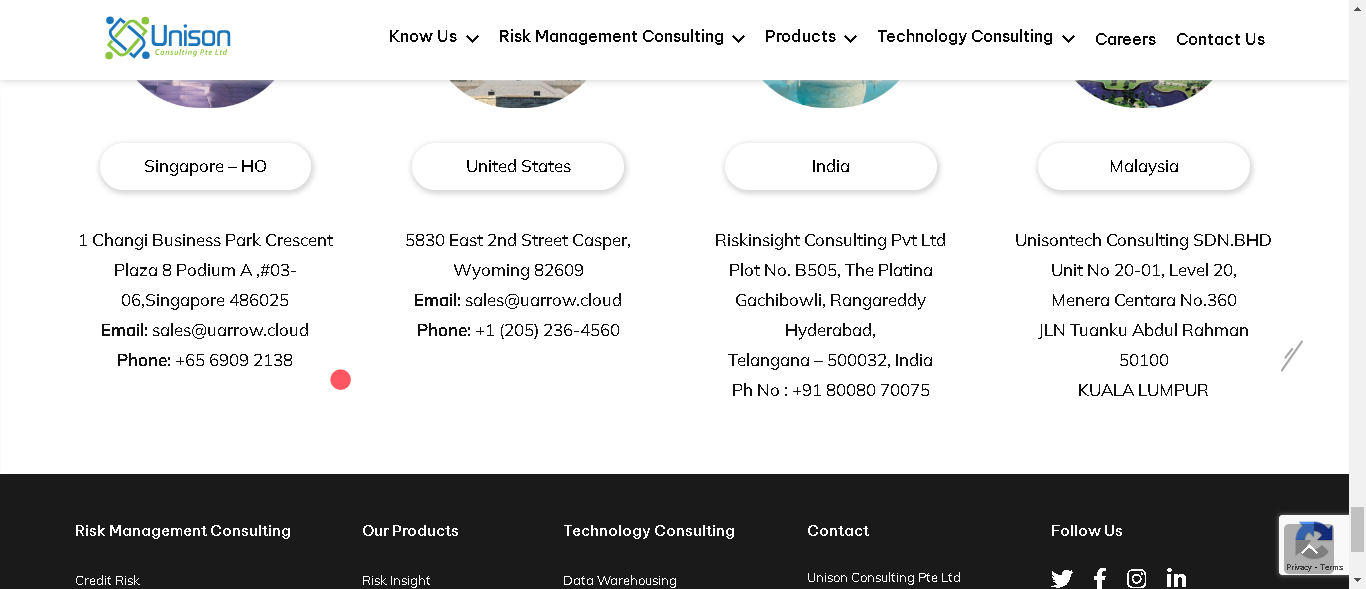 Unison
Consulting Pte Ltd
Know Us
Risk Management Consulting
Products
Technology Consulting
Careers
Contact Us
Singapore – HO
1 Changi Business Park Crescent
Plaza 8 Podium A ,#03-
06,Singapore 486025
Email: sales@uarrow.cloud
Phone: +65 6909 2138
United States
5830 East 2nd Street Casper,
Wyoming 82609
Email: sales@uarrow.cloud
Phone: +1 (205) 236-4560
India
Riskinsight Consulting Pvt Ltd
Plot No. B505, The Platina
Gachibowli, Rangareddy
Hyderabad,
Telangana – 500032, India
Ph No : +91 80080 70075
Malaysia
Unisontech Consulting SDN.BHD
Unit No 20-01, Level 20,
Menera Centara No.360
JLN Tuanku Abdul Rahman
50100
KUALA LUMPUR
Risk Management Consulting
Credit Risk
Our Products
Risk Insight
Technology Consulting
Data Warehousing
Contact
Unison Consulting Pte Ltd
Follow Us
Privacy - Terms